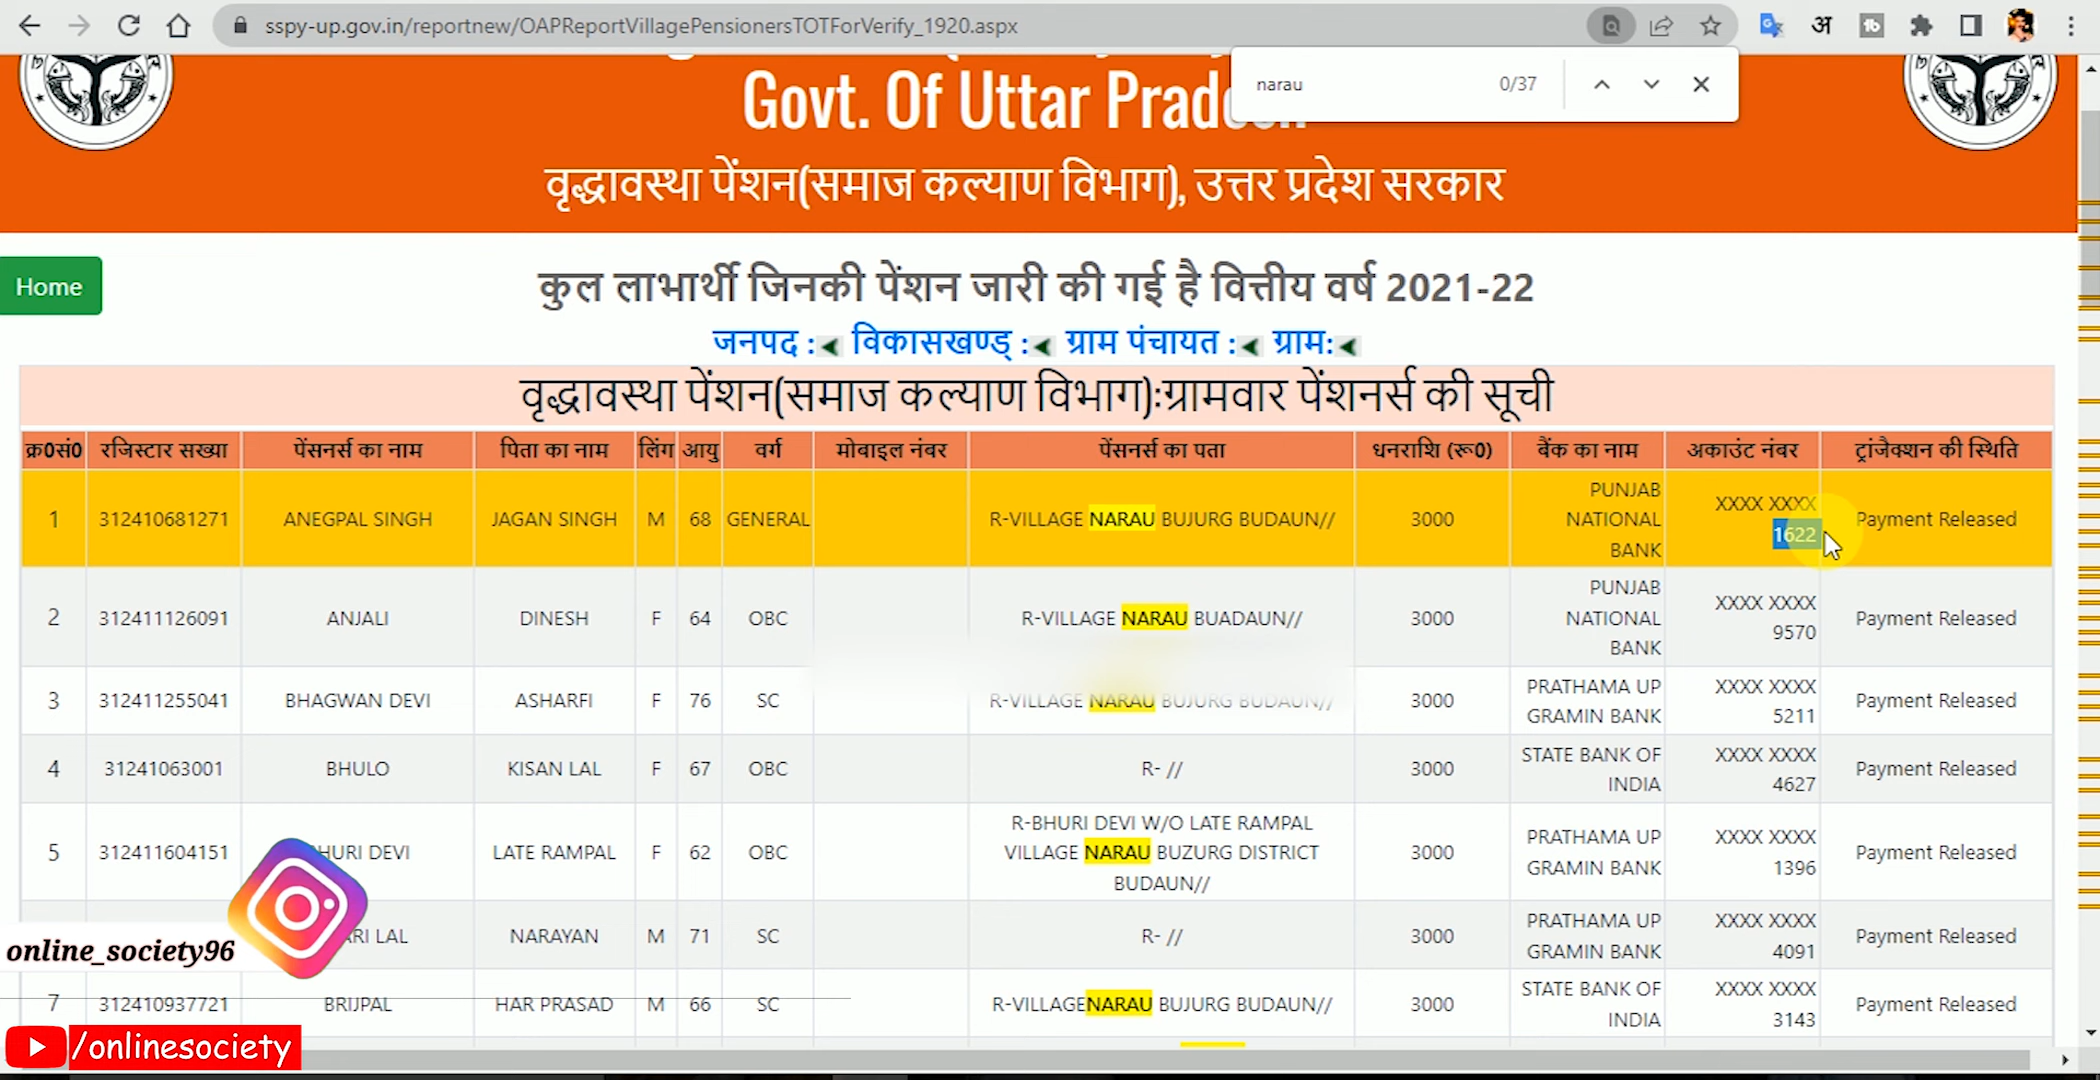 sspy-up.gov.in/reportnew/OAPReportVillagePensionersTOTForVerify_1920.aspx
narau 0/37
Govt. Of Uttar
वृद्धावस्था पेंशन(समाज कल्याण विभाग), उत्तर प्रदेश सरकार
Home
कुल लाभार्थी जिनकी पेंशन जारी की गई है वित्तीय वर्ष 2021-22
जनपद : विकासखण्ड् : ग्राम पंचायत : ग्राम:
वृद्धावस्था पेंशन(समाज कल्याण विभाग):ग्रामवार पेंशनर्स की सूची
क्र0सं0 रजिस्टार सख्या पेंसनर्स का नाम पिता का नाम लिंग आयु वर्ग मोबाइल नंबर पेंसनर्स का पता धनराशि (रू0) बैंक का नाम अकाउंट नंबर ट्रांजैक्शन की स्थिति
1 312410681271 ANEGPAL SINGH JAGAN SINGH M 68 GENERAL R-VILLAGE NARAU BUJURG BUDAUN// 3000 PUNJAB NATIONAL BANK XXXX XXXX 1622 Payment Released
2 312411126091 ANJALI DINESH F 64 OBC R-VILLAGE NARAU BUADAUN// 3000 PUNJAB NATIONAL BANK XXXX XXXX 9570 Payment Released
3 312411255041 BHAGWAN DEVI ASHARFI F 76 SC R-VILLAGE NARAU BUJURG BUDAUN// 3000 PRATHAMA UP GRAMIN BANK XXXX XXXX 5211 Payment Released
4 31241063001 BHULO KISAN LAL F 67 OBC R- // 3000 STATE BANK OF INDIA XXXX XXXX 4627 Payment Released
5 312411604151 DEVI LATE RAMPAL F 62 OBC R-BHURI DEVI W/O LATE RAMPAL VILLAGE NARAU BUZURG DISTRICT BUDAUN// 3000 PRATHAMA UP GRAMIN BANK XXXX XXXX 1396 Payment Released
LAL NARAYAN M 71 SC R- // 3000 PRATHAMA UP GRAMIN BANK XXXX XXXX 4091 Payment Released
7 312410937721 BRIJPAL HAR PRASAD M 66 SC R-VILLAGENARAU BUJURG BUDAUN// 3000 STATE BANK OF INDIA XXXX XXXX 3143 Payment Released
online_society96
/onlinesociety